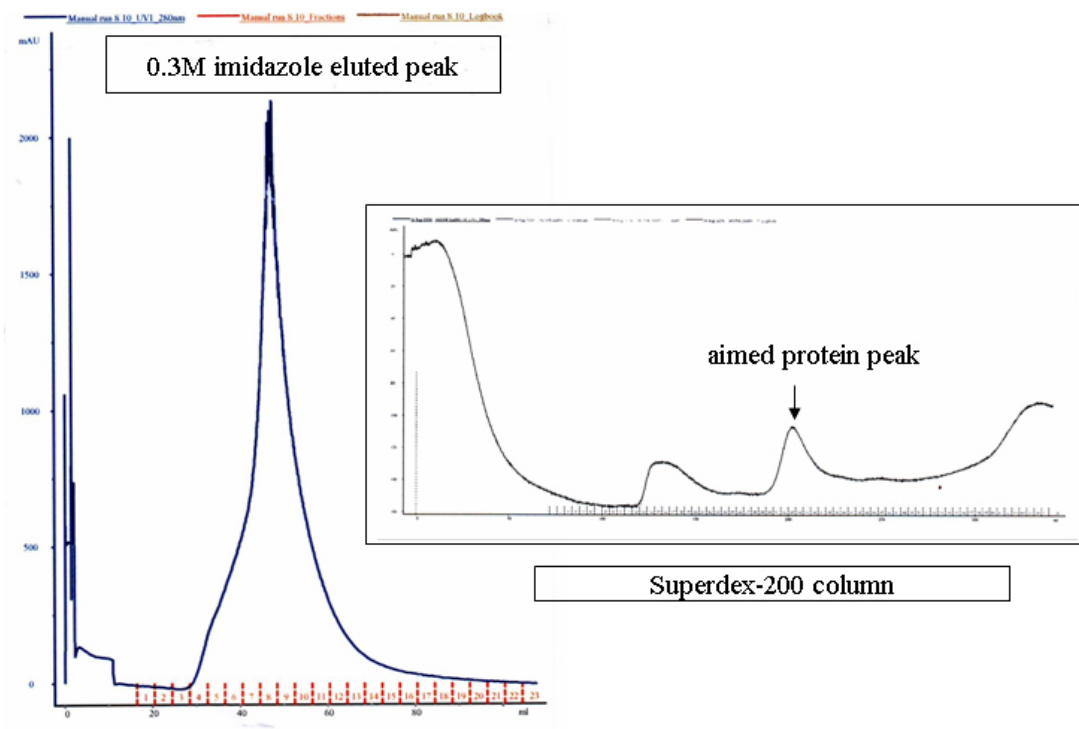 Manual run 8 10_UV1_280nm Manual run 8 10_Fractions Manual run 8 10_Logbook
mAU
0.3M imidazole eluted peak
2000
1500
1000
500
0
1 2 3 4 5 6 7 8 9 10 11 12 13 14 15 16 17 18 19 20 21 22 23
0 20 40 60 80 ml
aimed protein peak
Superdex-200 column